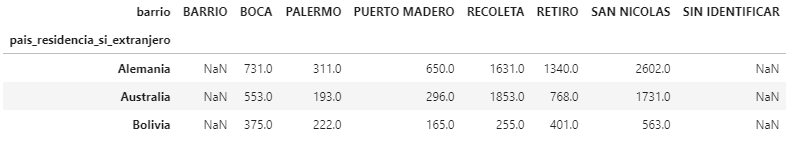 barrio BARRIO BOCA PALERMO PUERTO MADERO RECOLETA RETIRO SAN NICOLAS SIN IDENTIFICAR
pais_residencia_si_extranjero
Alemania NaN 731.0 311.0 650.0 1631.0 1340.0 2602.0 NaN
Australia NaN 553.0 193.0 296.0 1853.0 768.0 1731.0 NaN
Bolivia NaN 375.0 222.0 165.0 255.0 401.0 563.0 NaN